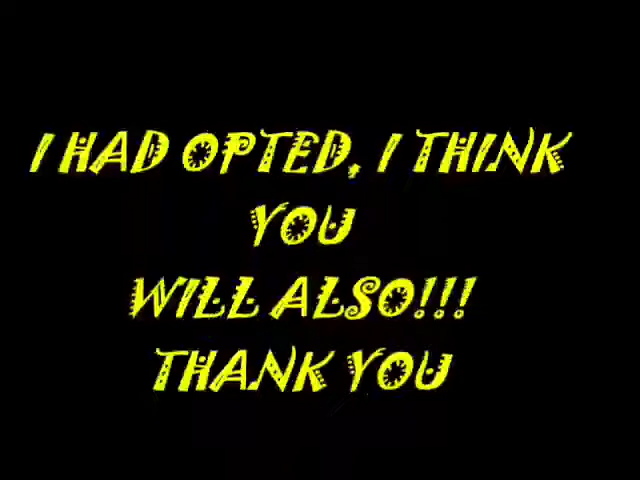 I HAD OPTED, I THINK
YOU
WILL ALSO!!!
THANK YOU